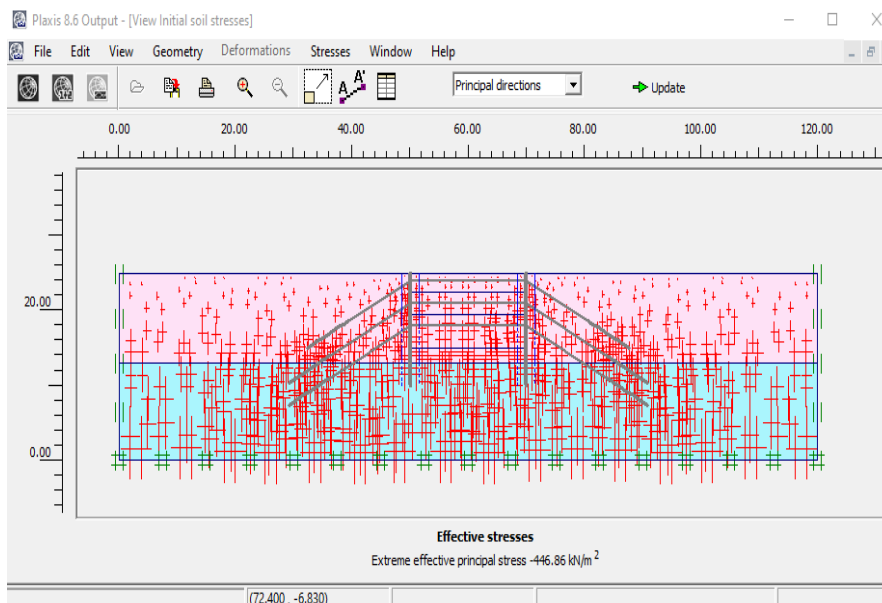 Plaxis 8.6 Output - [View Initial soil stresses]
File Edit View Geometry Deformations Stresses Window Help
A A' Principal directions Update
0.00 20.00 40.00 60.00 80.00 100.00 120.00
20.00
0.00
Effective stresses
Extreme effective principal stress -446.86 kN/m²
(72.400 , -6.830)